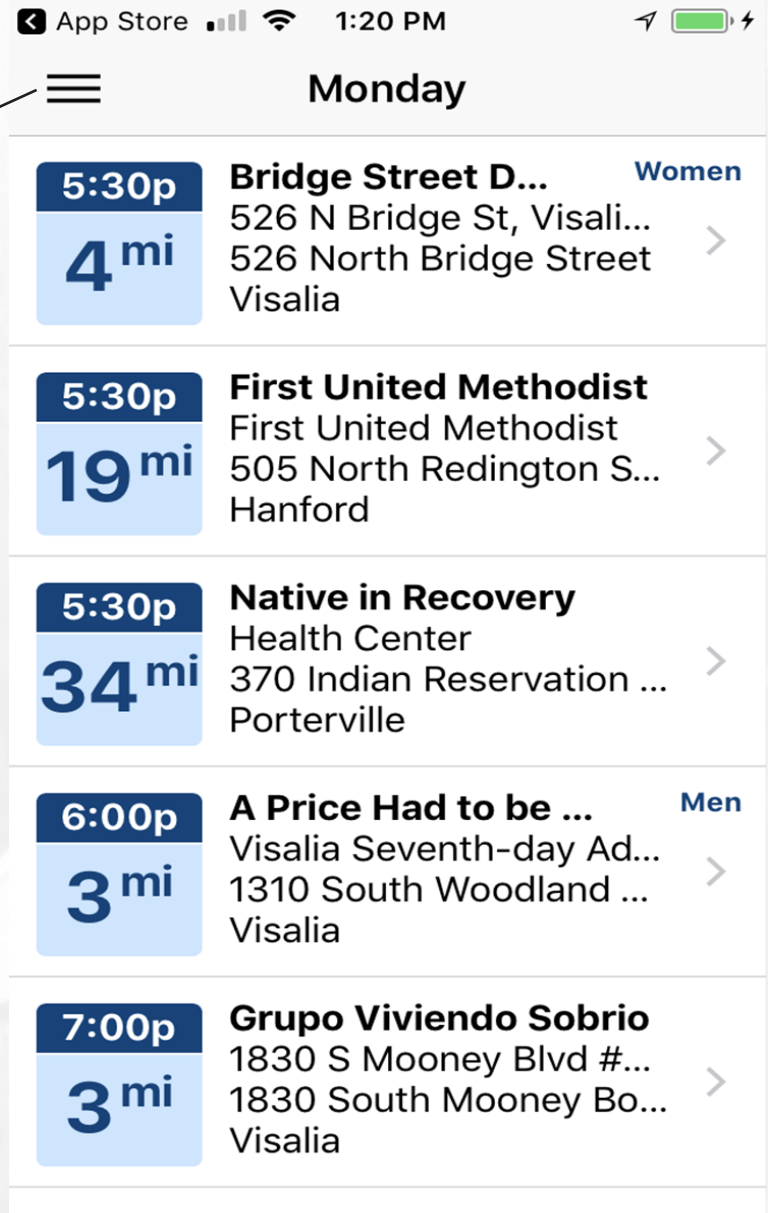 App Store 1:20 PM
Monday
5:30p
4 mi
Bridge Street D...
Women
526 N Bridge St, Visali...
526 North Bridge Street
Visalia
5:30p
19 mi
First United Methodist
First United Methodist
505 North Redington S...
Hanford
5:30p
34 mi
Native in Recovery
Health Center
370 Indian Reservation ...
Porterville
6:00p
3 mi
A Price Had to be ...
Men
Visalia Seventh-day Ad...
1310 South Woodland ...
Visalia
7:00p
3 mi
Grupo Viviendo Sobrio
1830 S Mooney Blvd #...
1830 South Mooney Bo...
Visalia